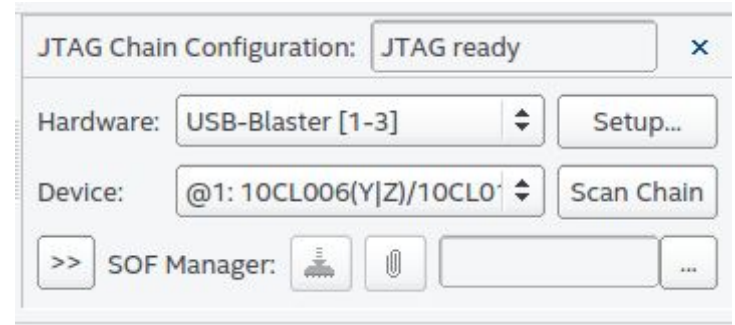 JTAG Chain Configuration: JTAG ready ×
Hardware: USB-Blaster [1-3] Setup...
Device: @1: 10CL006(Y|Z)/10CL0 Scan Chain
>> SOF Manager: ...